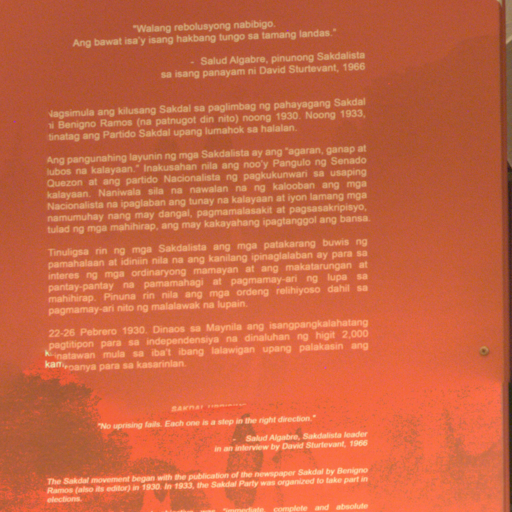 "Walang rebolusyong nabibigo.
Ang bawat isa'y isang hakbang tungo sa tamang landas."
- Salud Algabre, pinunong Sakdalista
sa isang panayam ni David Sturtevant, 1966
Nagsimula ang kilusang Sakdal sa paglimbag ng pahayagang Sakdal
ni Benigno Ramos (na patnugot din nito) noong 1930. Noong 1933,
itinatag ang Partido Sakdal upang lumahok sa halalan.
Ang pangunahing layunin ng mga Sakdalista ay ang "agaran, ganap at
lubos na kalayaan." Inakusahan nila ang noo'y Pangulo ng Senado
Quezon at ang partido Nacionalista ng pagkukunwari sa usaping
kalayaan. Naniwala sila na nawalan na ng kalooban ang mga
Nacionalista na ipaglaban ang tunay na kalayaan at iyon lamang mga
namumuhay nang may dangal, pagmamalasakit at pagsasakripisyo,
tulad ng mga mahihirap, ang may kakayahang ipagtanggol ang bansa.
Tinuligsa rin ng mga Sakdalista ang mga patakarang buwis ng
pamahalaan at idiniin nila na ang kanilang ipinaglalaban ay para sa
interes ng mga ordinaryong mamayan at ang makatarungan at
pantay-pantay na pamamahagi at pagmamay-ari ng lupa sa
mahihirap. Pinuna rin nila ang mga ordeng relihiyoso dahil sa
pagmamay-ari nito ng malalawak na lupain.
22-26 Pebrero 1930. Dinaos sa Maynila ang isangpangkalahatang
pagtitipon para sa independensiya na dinaluhan ng higit 2,000
kinatawan mula sa iba't ibang lalawigan upang palakasin ang
kampanya para sa kasarinlan.
SAKDAL
"No uprising fails. Each one is a step in the right direction."
- Salud Algabre, Sakdalista leader
in an interview by David Sturtevant, 1966
The Sakdal movement began with the publication of the newspaper Sakdal by Benigno
Ramos (also its editor) in 1930. In 1933, the Sakdal Party was organized to take part in
elections.
"immediate, complete and absolute